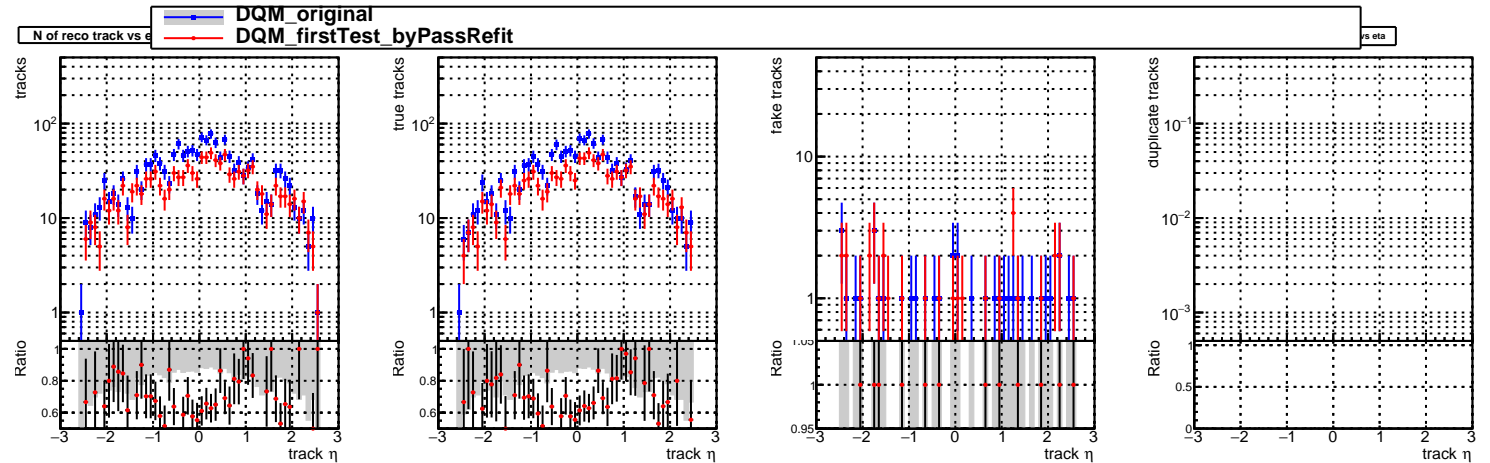 DQM_original
DQM_firstTest_byPassRefit
N of reco track vs e
vs eta
tracks
10²
10
1
Ratio
1
0.8
0.6
−3 −2 −1 0 1 2 3
track η
true tracks
10²
10
1
Ratio
1
0.8
0.6
−3 −2 −1 0 1 2 3
track η
fake tracks
10
1
Ratio
1.05
1
0.95
−3 −2 −1 0 1 2 3
track η
duplicate tracks
10⁻¹
10⁻²
10⁻³
Ratio
1
0.5
0
−3 −2 −1 0 1 2 3
track η